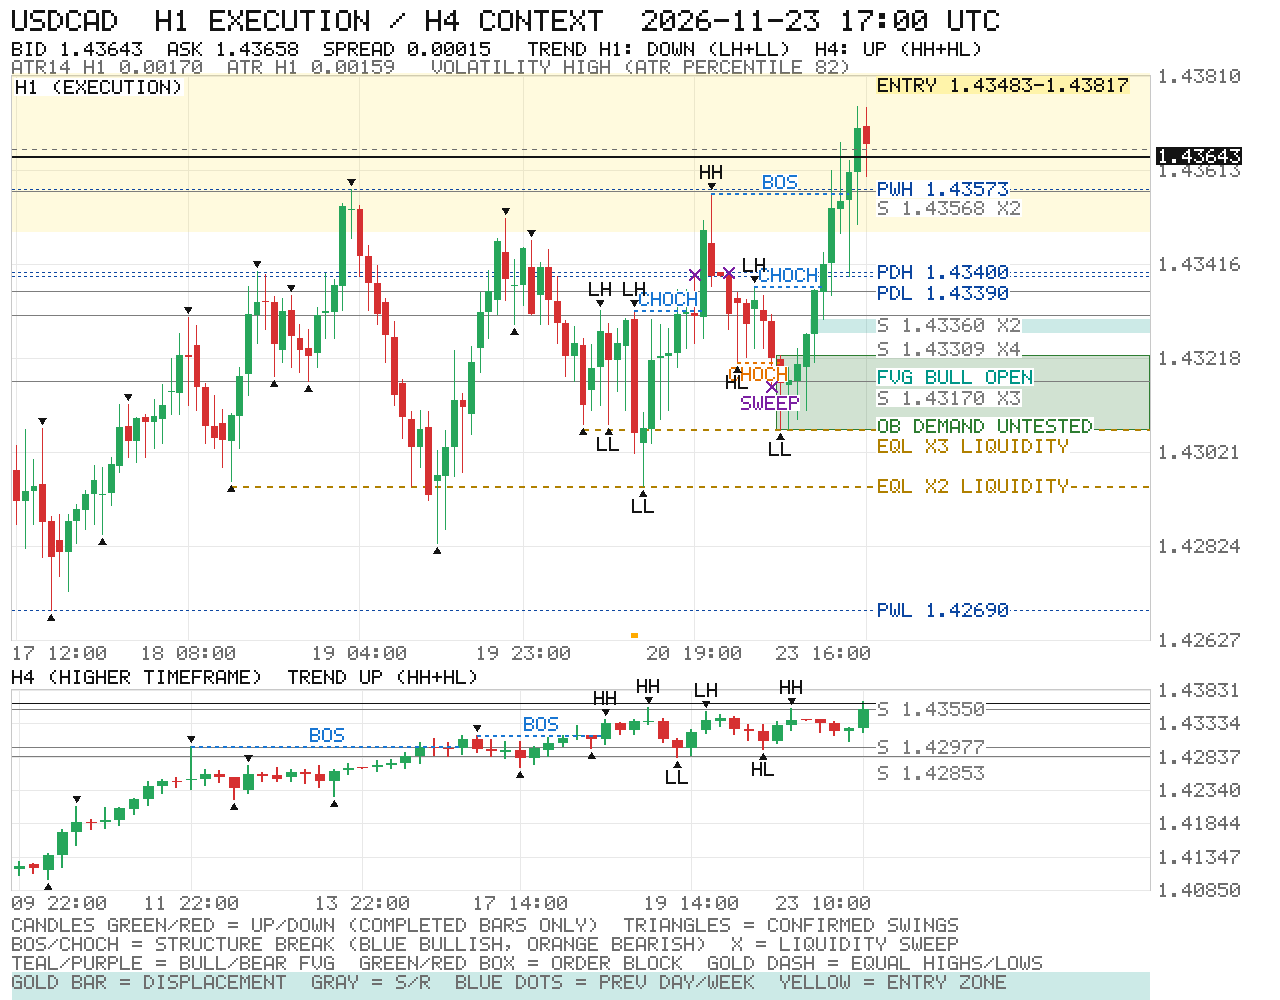 USDCAD  H1 EXECUTION / H4 CONTEXT  2026-11-23 17:00 UTC
BID 1.43643  ASK 1.43658  SPREAD 0.00015  TREND H1: DOWN (LH+LL)  H4: UP (HH+HL)
ATR14 H1 0.00170  ATR H1 0.00159  VOLATILITY HIGH (ATR PERCENTILE 82)
1.43810
H1 (EXECUTION)
ENTRY 1.43483-1.43817
1.43643
1.43613
HH
BOS
PWH 1.43573
S 1.43568 X2
LH
1.43416
CHOCH
PDH 1.43400
LH LH
CHOCH
PDL 1.43390
S 1.43360 X2
S 1.43309 X4
1.43218
CHOCH
HL
FVG BULL OPEN
SWEEP
S 1.43170 X3
OB DEMAND UNTESTED
LL
LL
EQL X3 LIQUIDITY
1.43021
EQL X2 LIQUIDITY
LL
1.42824
PWL 1.42690
1.42627
17 12:00  18 08:00  19 04:00  19 23:00  20 19:00  23 16:00
H4 (HIGHER TIMEFRAME)  TREND UP (HH+HL)
1.43831
HH HH LH HH
S 1.43550
BOS BOS
1.43334
S 1.42977
1.42837
LL HL
S 1.42853
1.42340
1.41844
1.41347
1.40850
09 22:00  11 22:00  13 22:00  17 14:00  19 14:00  23 10:00
CANDLES GREEN/RED = UP/DOWN (COMPLETED BARS ONLY)  TRIANGLES = CONFIRMED SWINGS
BOS/CHOCH = STRUCTURE BREAK (BLUE BULLISH, ORANGE BEARISH)  X = LIQUIDITY SWEEP
TEAL/PURPLE = BULL/BEAR FVG  GREEN/RED BOX = ORDER BLOCK  GOLD DASH = EQUAL HIGHS/LOWS
GOLD BAR = DISPLACEMENT  GRAY = S/R  BLUE DOTS = PREV DAY/WEEK  YELLOW = ENTRY ZONE